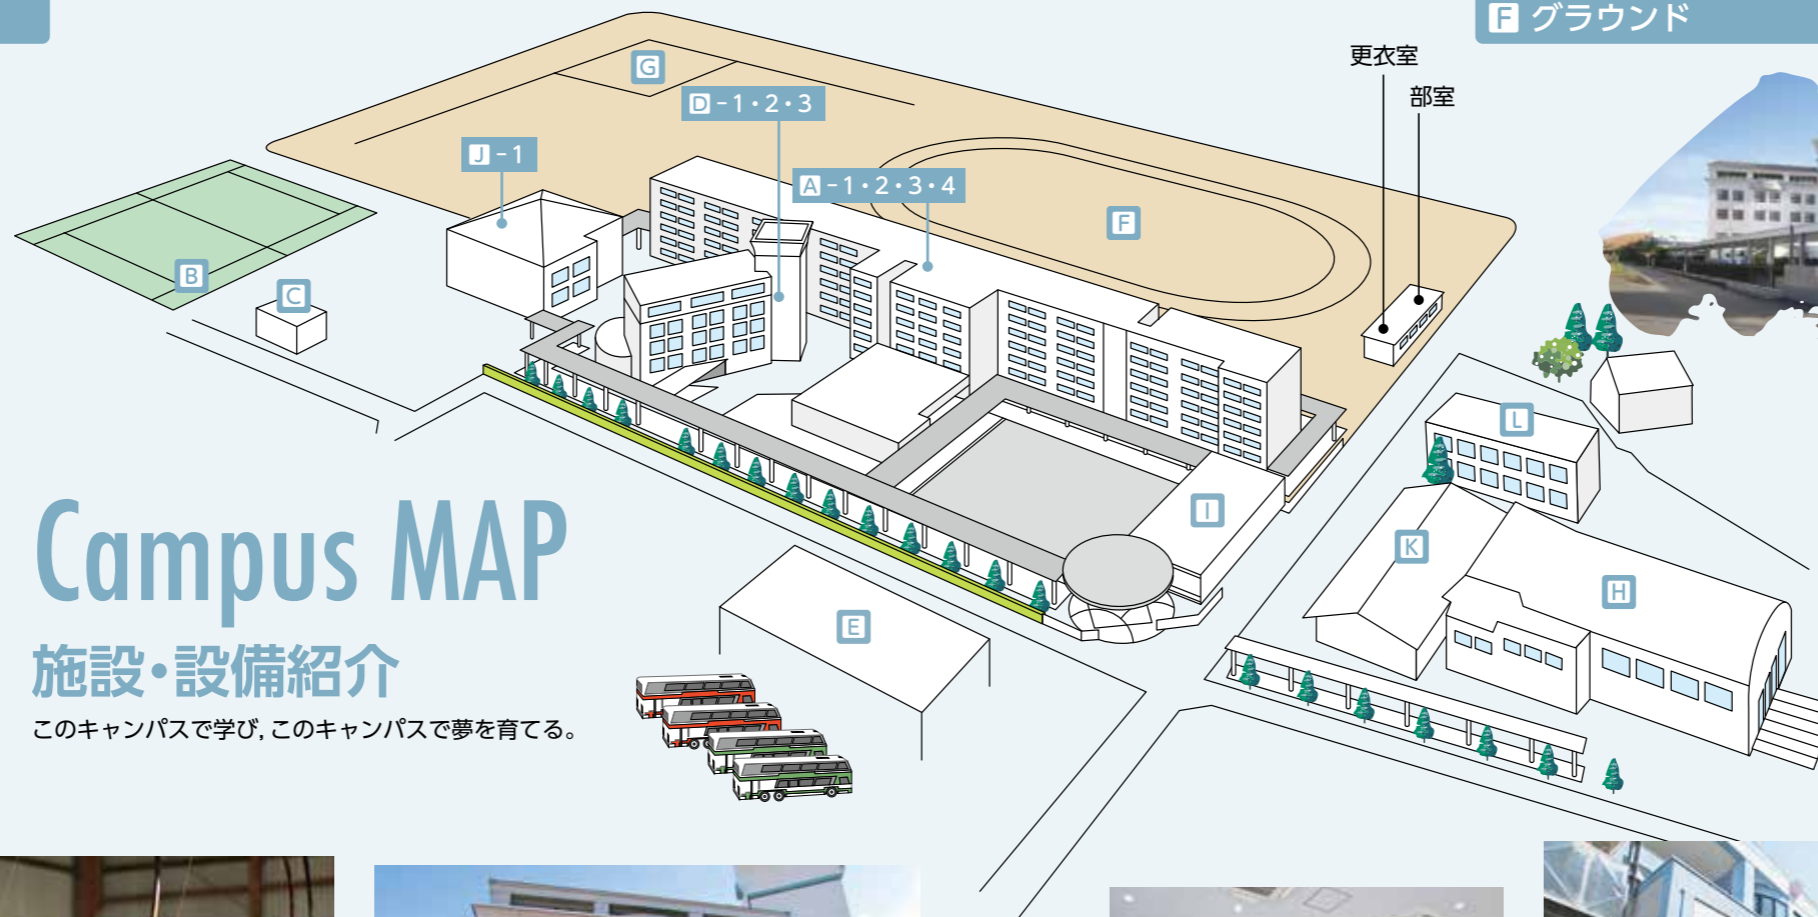 F グラウンド
更衣室
部室
G
D-1・2・3
J-1
A-1・2・3・4
F
B
C
L
I
K
H
E
Campus MAP
施設・設備紹介
このキャンパスで学び,このキャンパスで夢を育てる。